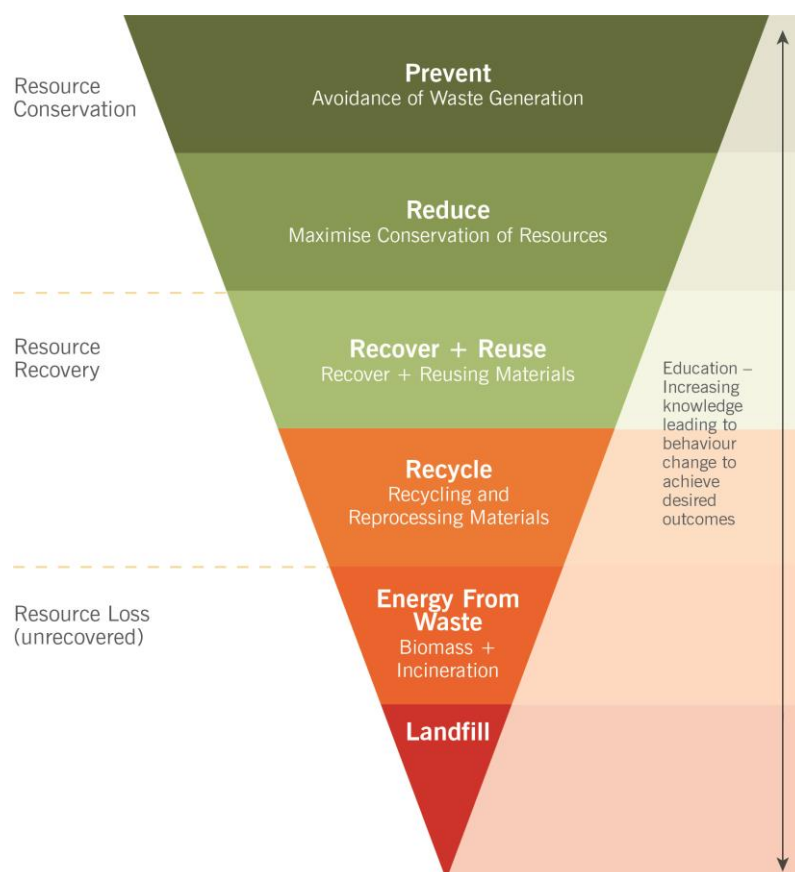 Resource
Conservation
Prevent
Avoidance of Waste Generation
Reduce
Maximise Conservation of Resources
Resource
Recovery
Recover + Reuse
Recover + Reusing Materials
Education –
Increasing
knowledge
leading to
behaviour
change to
achieve
desired
outcomes
Recycle
Recycling and
Reprocessing Materials
Resource Loss
(unrecovered)
Energy From
Waste
Biomass +
Incineration
Landfill